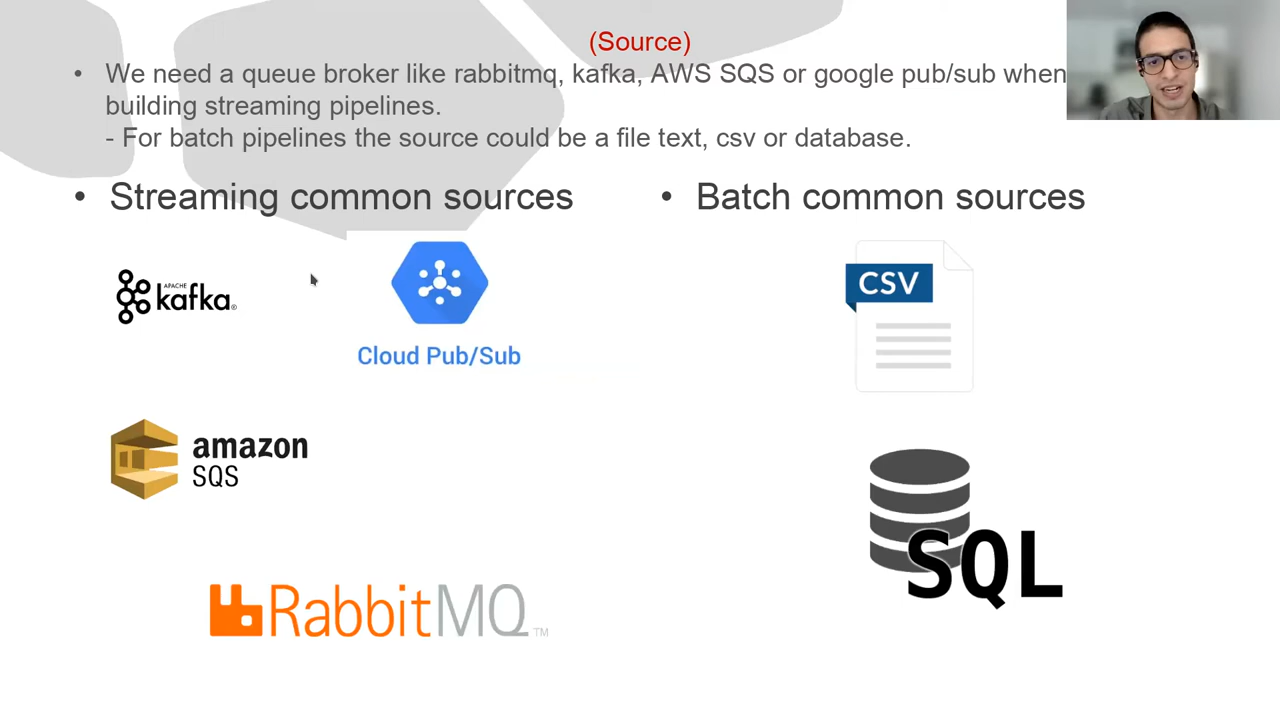 (Source)
• We need a queue broker like rabbitmq, kafka, AWS SQS or google pub/sub when
building streaming pipelines.
- For batch pipelines the source could be a file text, csv or database.
• Streaming common sources
• Batch common sources
APACHE
kafka®
Cloud Pub/Sub
CSV
amazon
SQS
SQL
RabbitMQ™